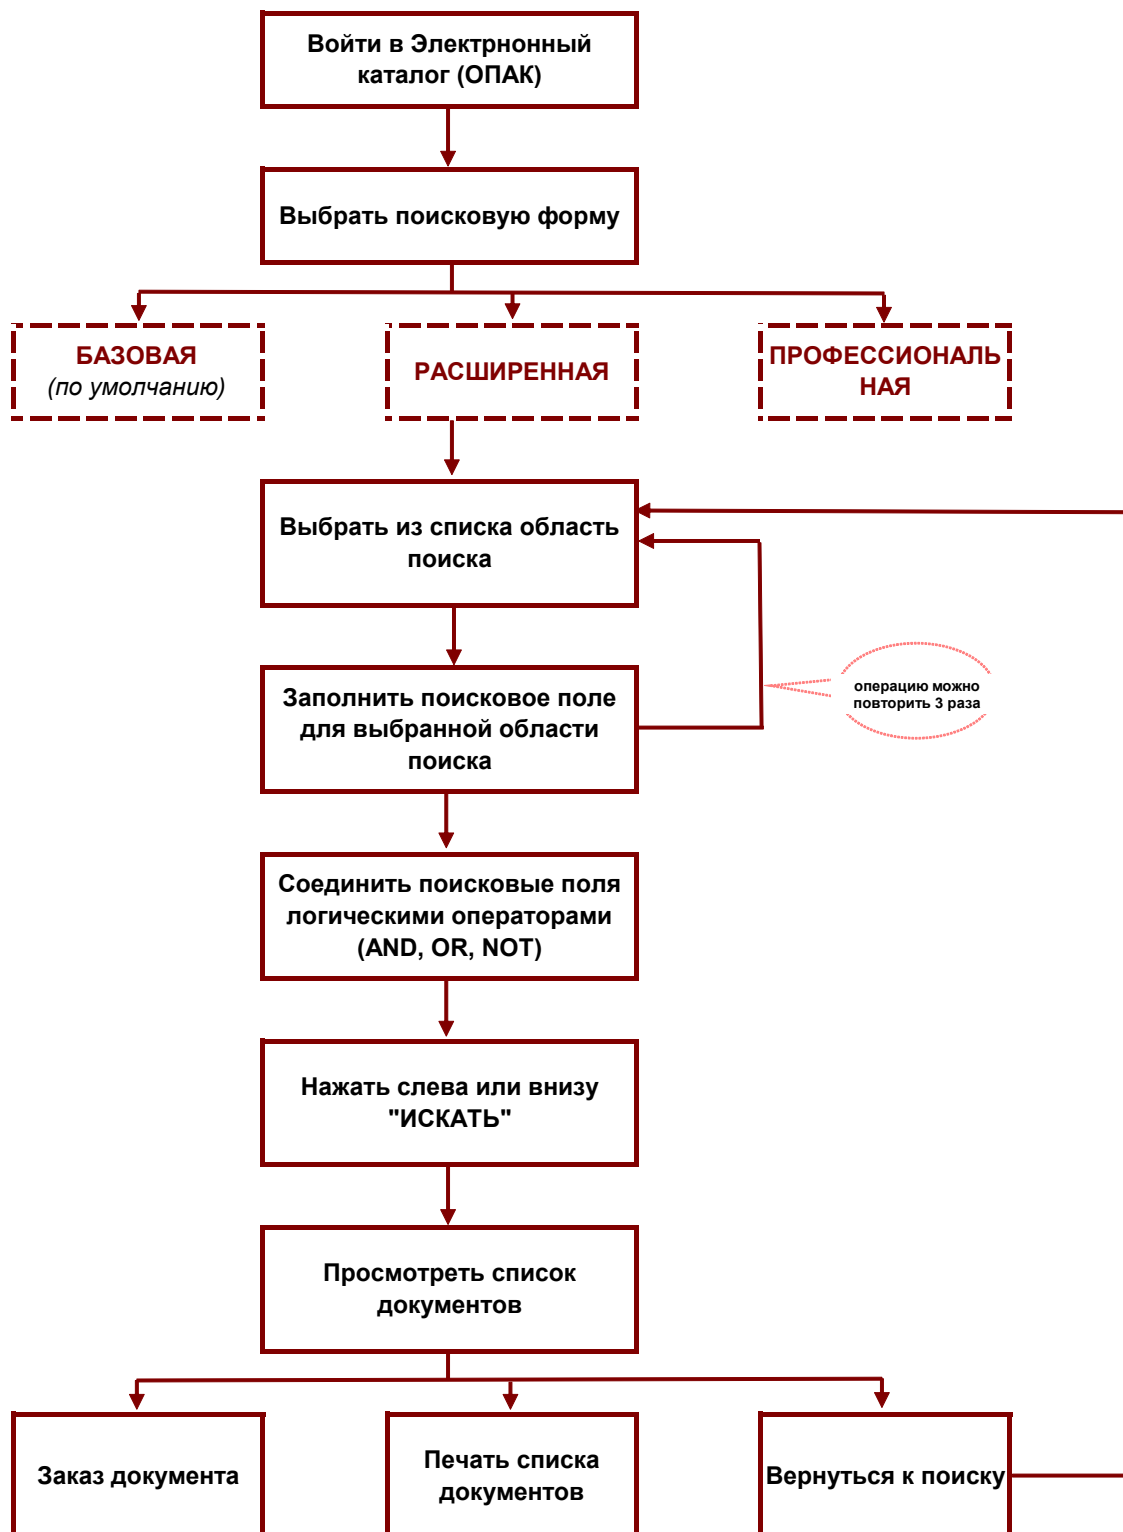 Войти в Электрнонный
каталог (ОПАК)
Выбрать поисковую форму
БАЗОВАЯ
(по умолчанию)
РАСШИРЕННАЯ
ПРОФЕССИОНАЛЬ
НАЯ
Выбрать из списка область
поиска
операцию можно
повторить 3 раза
Заполнить поисковое поле
для выбранной области
поиска
Соединить поисковые поля
логическими операторами
(AND, OR, NOT)
Нажать слева или внизу
"ИСКАТЬ"
Просмотреть список
документов
Заказ документа
Печать списка
документов
Вернуться к поиску